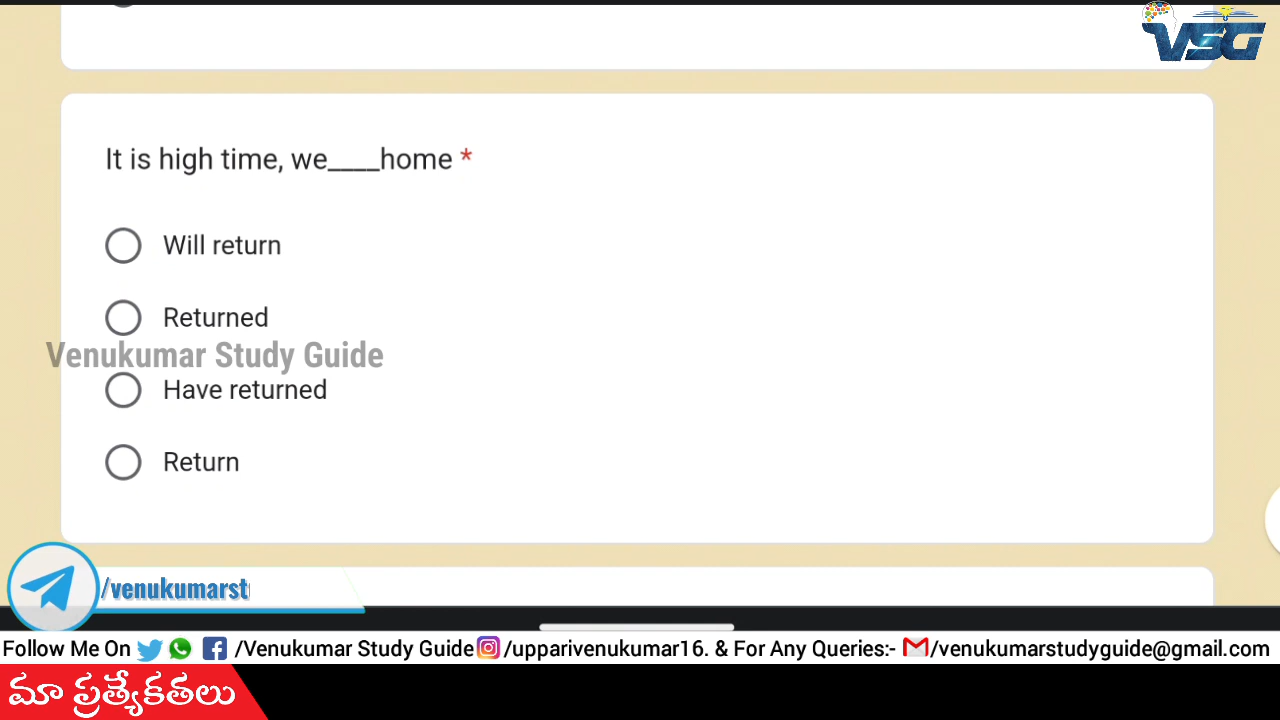 VSG
It is high time, we____home *
Will return
Returned
Venukumar Study Guide
Have returned
Return
/venukumarst
Follow Me On /Venukumar Study Guide /upparivenukumar16. & For Any Queries:- /venukumarstudyguide@gmail.com
మా ప్రత్యేకతలు